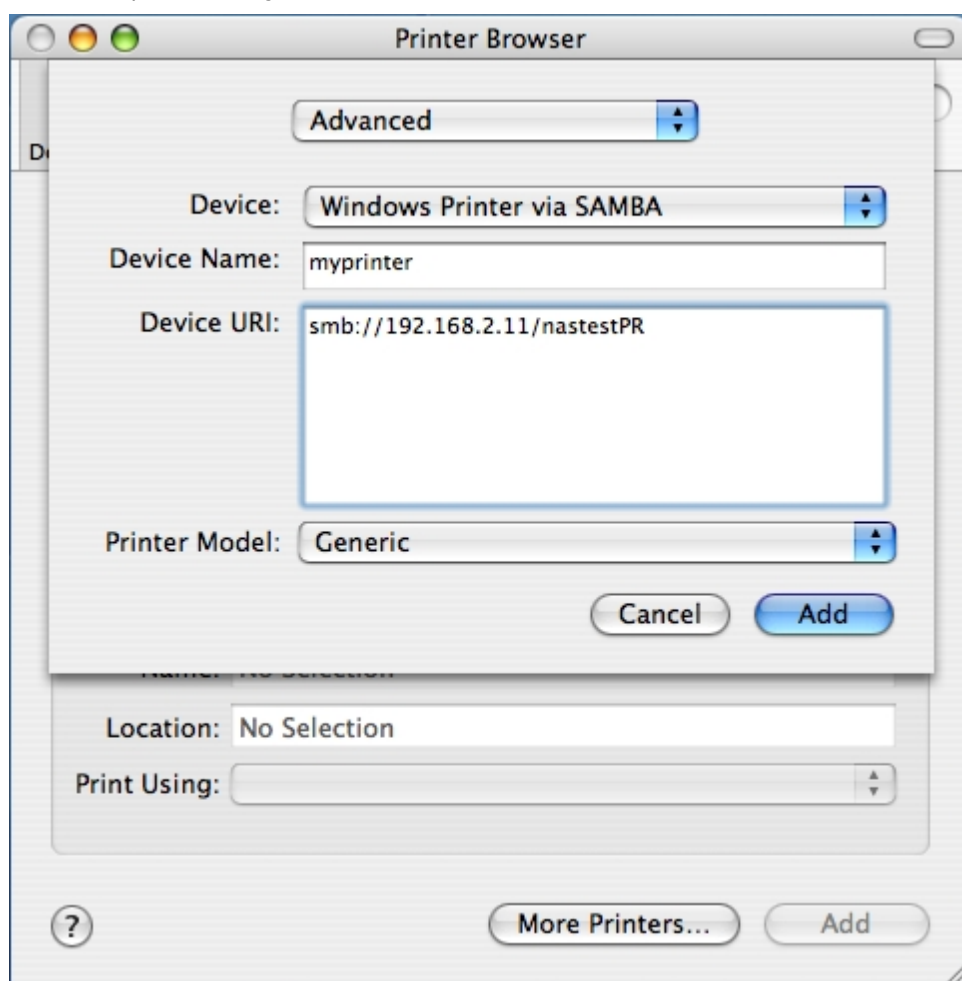 Printer Browser
Advanced
Device: Windows Printer via SAMBA
Device Name: myprinter
Device URI: smb://192.168.2.11/nastestPR
Printer Model: Generic
Cancel Add
Location: No Selection
Print Using:
? More Printers... Add